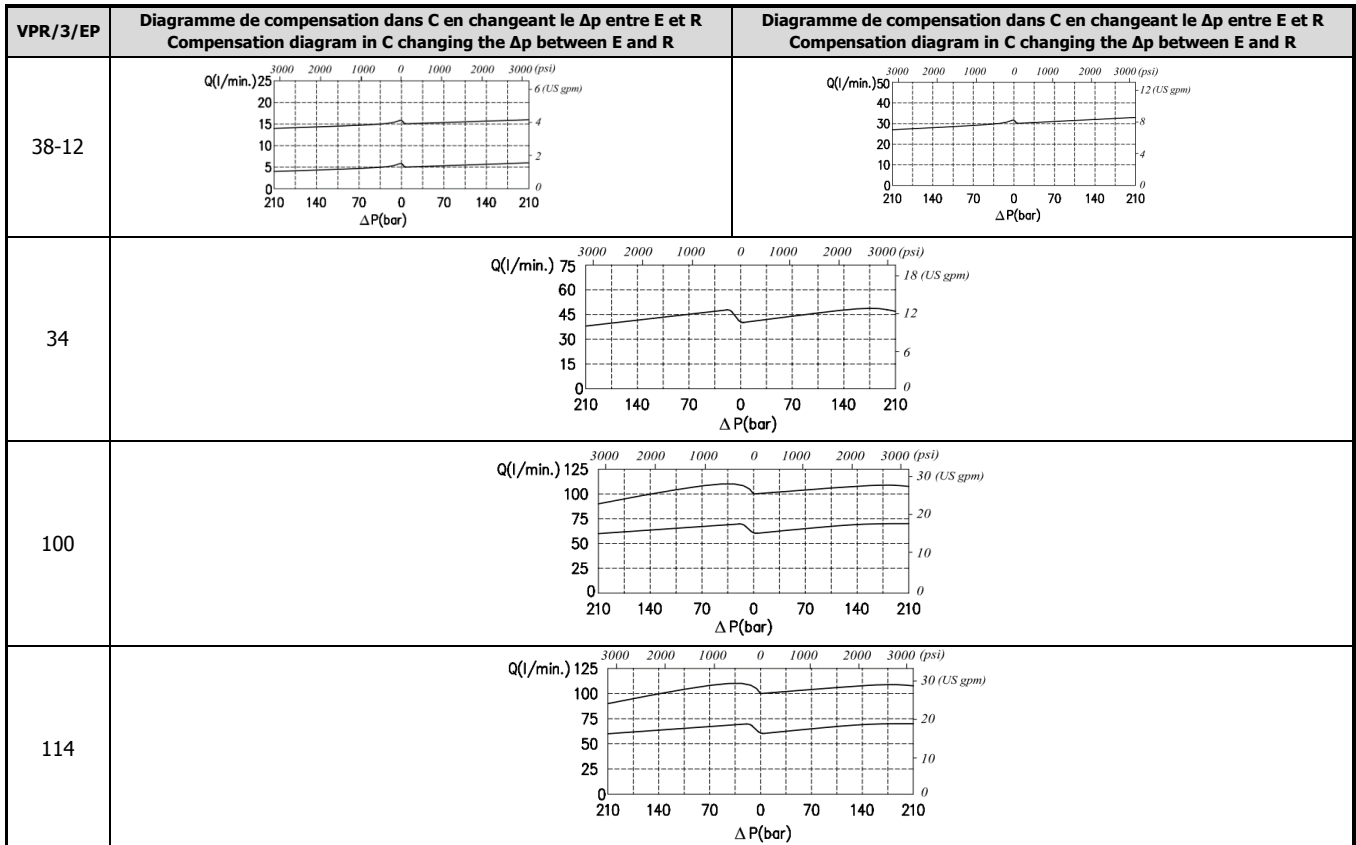 VPR/3/EP
Diagramme de compensation dans C en changeant le Δp entre E et R
Compensation diagram in C changing the Δp between E and R
Diagramme de compensation dans C en changeant le Δp entre E et R
Compensation diagram in C changing the Δp between E and R
38-12
3000 2000 1000 0 1000 2000 3000 (psi)
Q(l/min.) 25
6 (US gpm)
20
15
4
10
2
5
0
0
210 140 70 0 70 140 210
Δ P(bar)
3000 2000 1000 0 1000 2000 3000 (psi)
Q(l/min.) 50
12 (US gpm)
40
30
8
20
4
10
0
0
210 140 70 0 70 140 210
Δ P(bar)
34
3000 2000 1000 0 1000 2000 3000 (psi)
Q(l/min.) 75
18 (US gpm)
60
45
12
30
6
15
0
0
210 140 70 0 70 140 210
Δ P(bar)
100
3000 2000 1000 0 1000 2000 3000 (psi)
Q(l/min.) 125
30 (US gpm)
100
20
75
50
10
25
0
0
210 140 70 0 70 140 210
Δ P(bar)
114
3000 2000 1000 0 1000 2000 3000 (psi)
Q(l/min.) 125
30 (US gpm)
100
75
20
50
10
25
0
0
210 140 70 0 70 140 210
Δ P(bar)